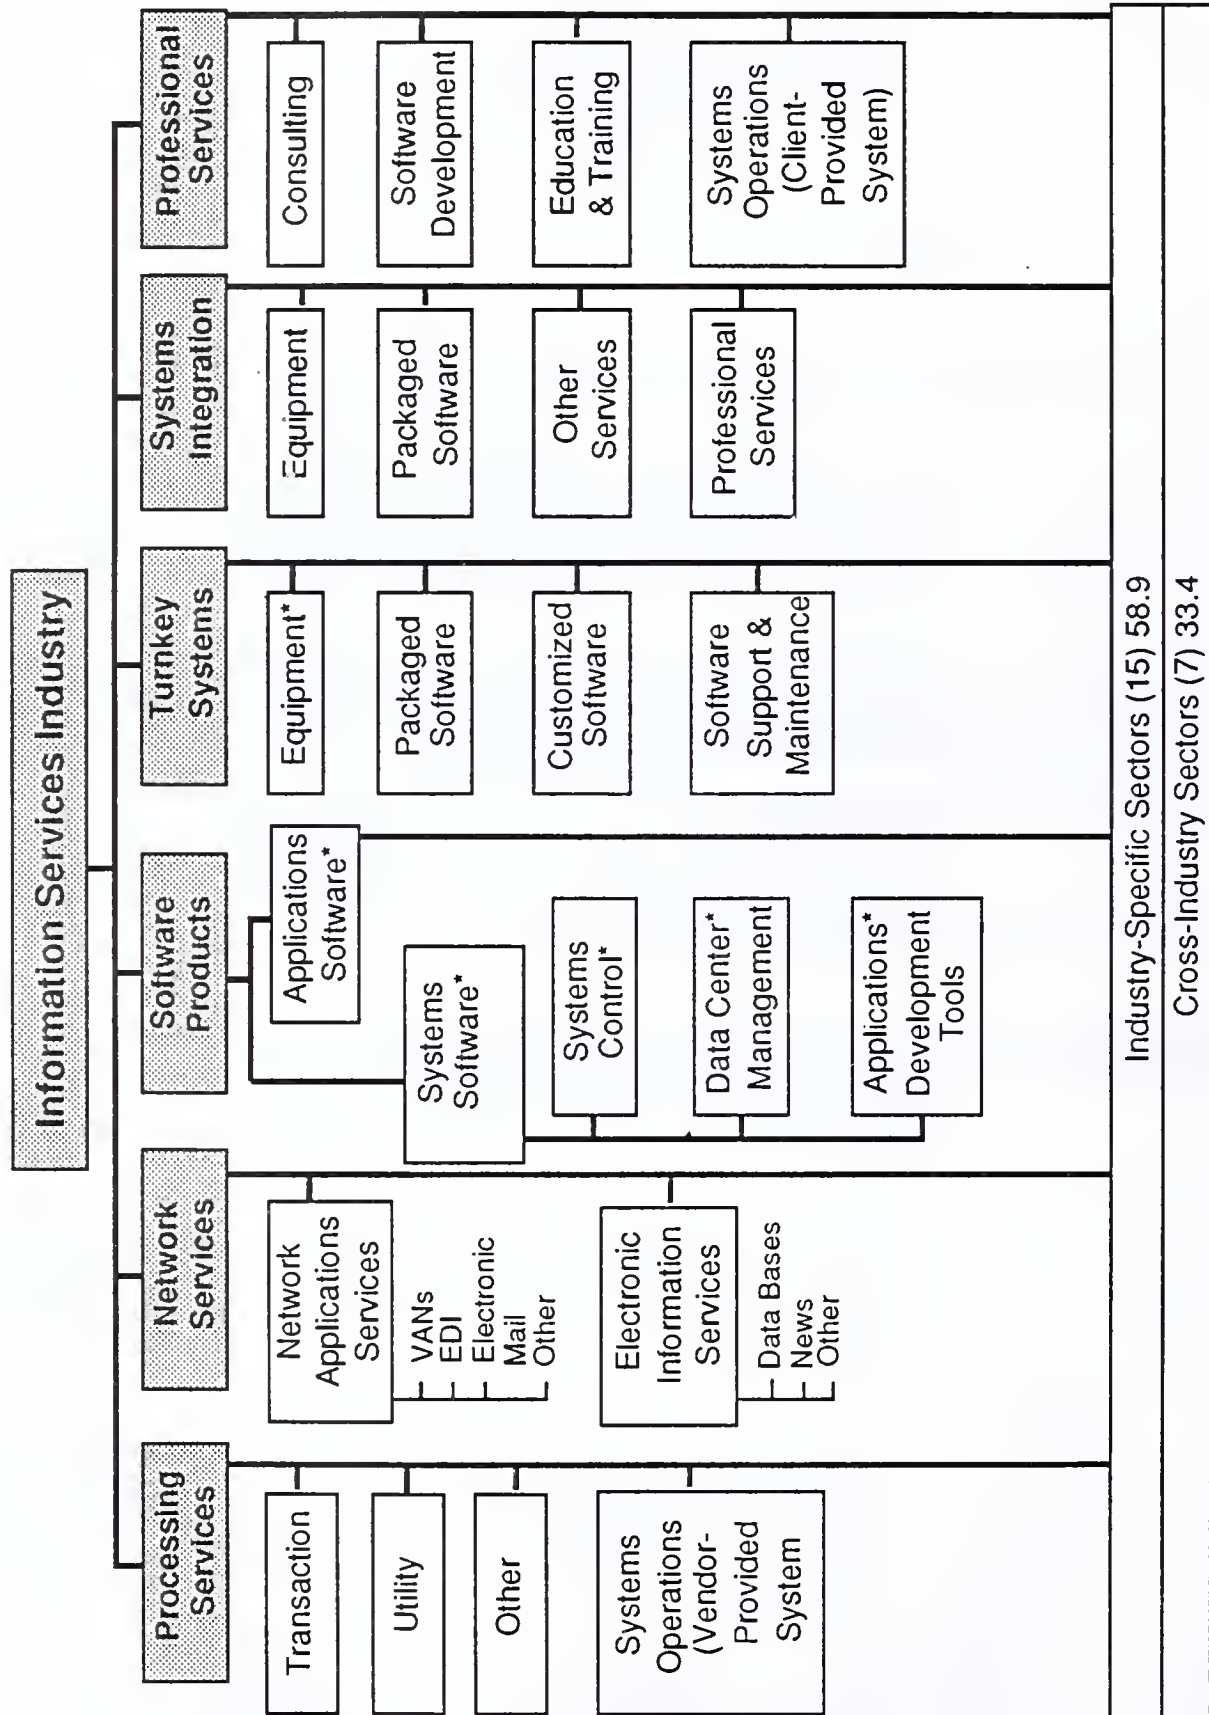 Information Services Industry
Processing
Services
Transaction
Utility
Other
Systems
Operations
(Vendor-
Provided
System
Network
Services
Network
Applications
Services
VANs
EDI
Electronic
Mail
Other
Electronic
Information
Services
Data Bases
News
Other
Software
Products
Applications
Software*
Systems
Software*
Systems
Control*
Data Center*
Management
Applications*
Development
Tools
Turnkey
Systems
Equipment*
Packaged
Software
Customized
Software
Software
Support &
Maintenance
Systems
Integration
Equipment
Packaged
Software
Other
Services
Professional
Services
Professional
Services
Consulting
Software
Development
Education
& Training
Systems
Operations
(Client-
Provided
System)
Industry-Specific Sectors (15) 58.9
Cross-Industry Sectors (7) 33.4